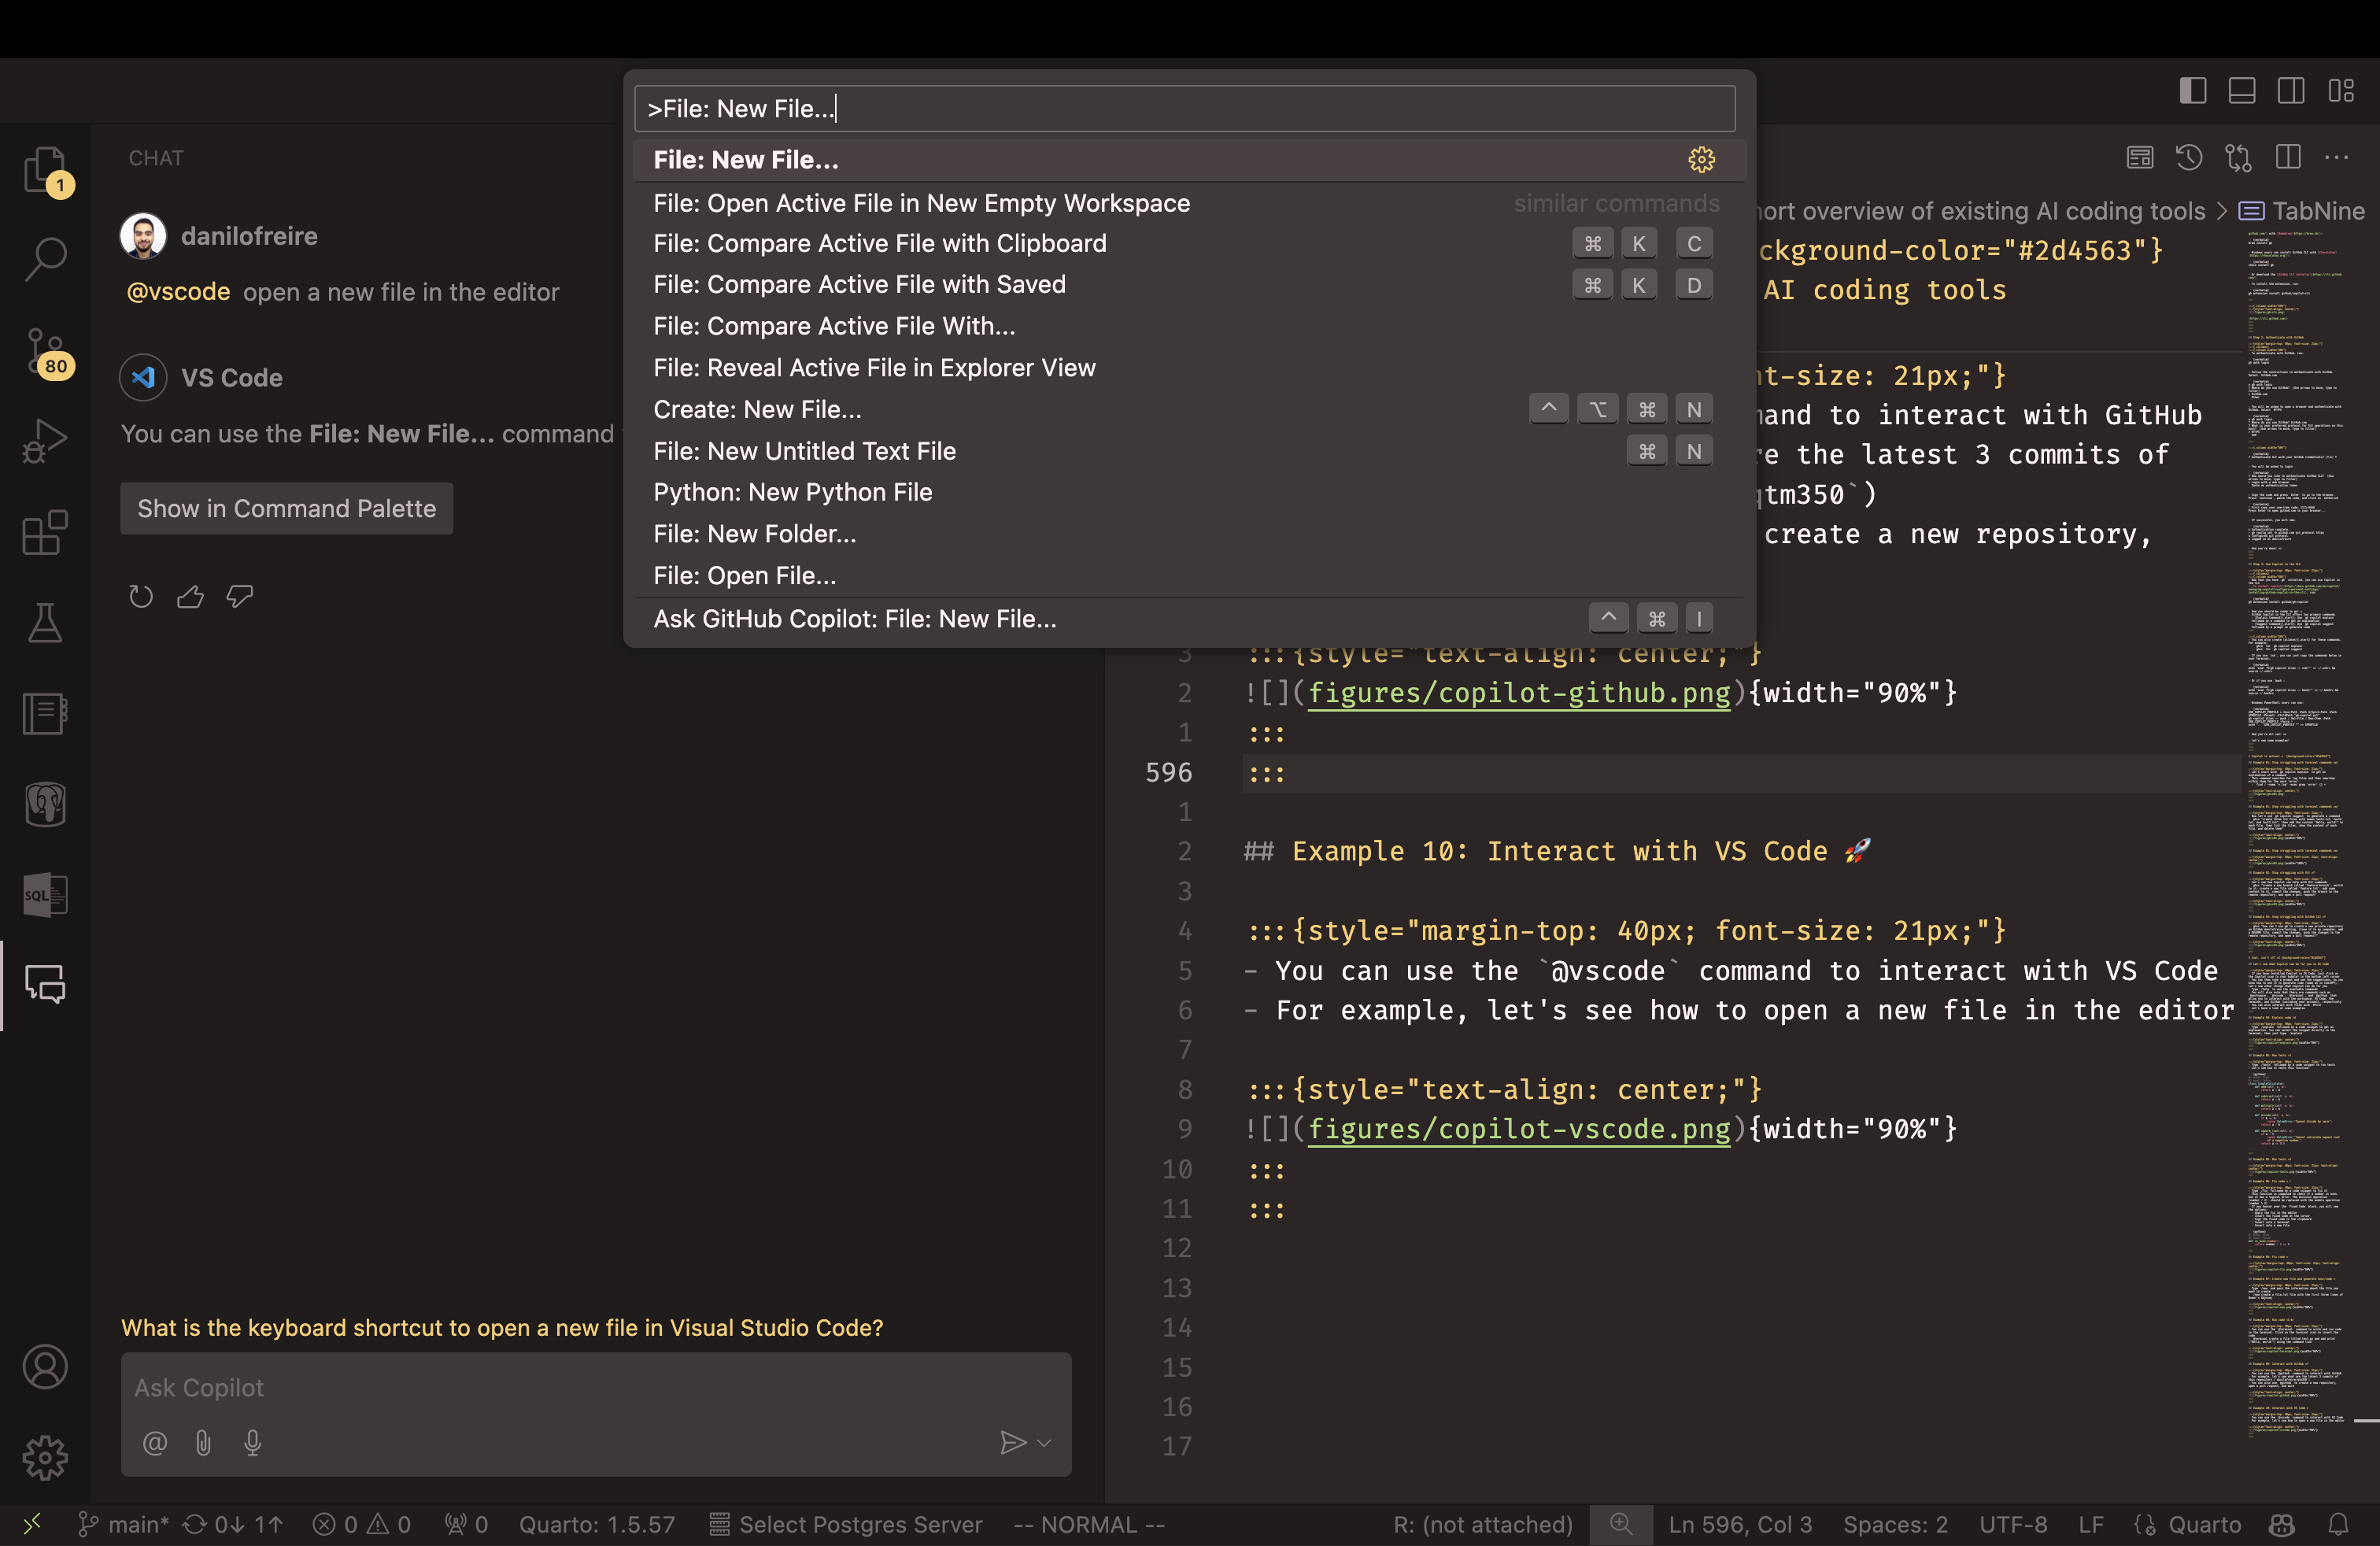 >File: New File...
File: New File...
File: Open Active File in New Empty Workspace similar commands
File: Compare Active File with Clipboard ⌘ K C
File: Compare Active File with Saved ⌘ K D
File: Compare Active File With...
File: Reveal Active File in Explorer View
Create: New File... ^ ⌥ ⌘ N
File: New Untitled Text File ⌘ N
Python: New Python File
File: New Folder...
File: Open File...
Ask GitHub Copilot: File: New File... ^ ⌘ I
1
80
SQL
CHAT
danilofreire
@vscode open a new file in the editor
VS Code
You can use the File: New File... command
Show in Command Palette
What is the keyboard shortcut to open a new file in Visual Studio Code?
Ask Copilot
overview of existing AI coding tools > TabNine
ckground-color="#2d4563"}
AI coding tools
t-size: 21px;"}
to interact with GitHub
the latest 3 commits of
tm350`)
create a new repository,
3 :::{style="text-align: center;"}
2 ![](figures/copilot-github.png){width="90%"}
1 :::
596 :::
1
2 ## Example 10: Interact with VS Code 🚀
3
4 :::{style="margin-top: 40px; font-size: 21px;"}
5 - You can use the `@vscode` command to interact with VS Code
6 - For example, let's see how to open a new file in the editor
7
8 :::{style="text-align: center;"}
9 ![](figures/copilot-vscode.png){width="90%"}
10 :::
11 :::
12
13
14
15
16
17
main* 0↓ 1↑ 0 0 0 Quarto: 1.5.57 Select Postgres Server -- NORMAL -- R: (not attached) Ln 596, Col 3 Spaces: 2 UTF-8 LF Quarto